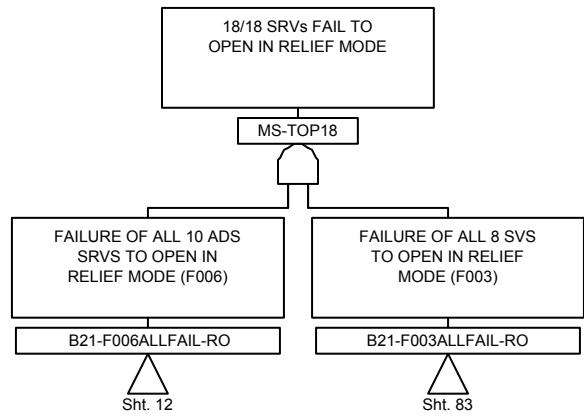 18/18 SRVs FAIL TO
OPEN IN RELIEF MODE
MS-TOP18
FAILURE OF ALL 10 ADS
SRVS TO OPEN IN
RELIEF MODE (F006)
B21-F006ALLFAIL-RO
Sht. 12
FAILURE OF ALL 8 SVS
TO OPEN IN RELIEF
MODE (F003)
B21-F003ALLFAIL-RO
Sht. 83